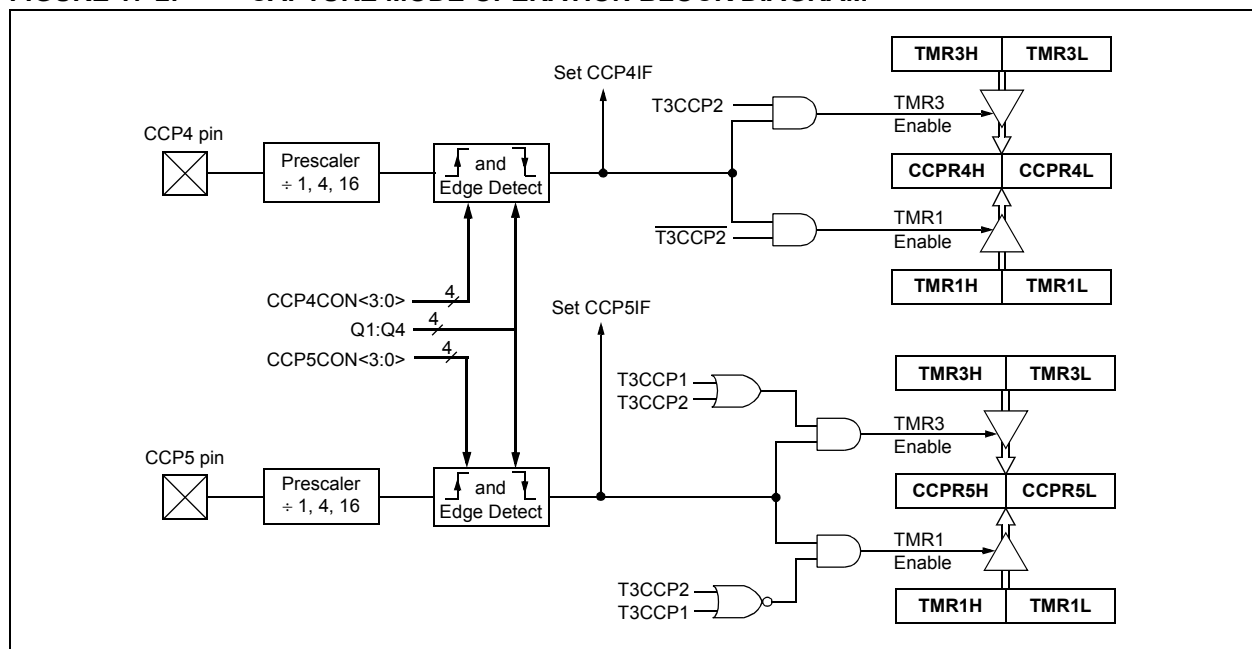 TMR3H TMR3L
Set CCP4IF
T3CCP2
TMR3
Enable
CCP4 pin
Prescaler
÷ 1, 4, 16
and
Edge Detect
CCPR4H CCPR4L
TMR1
Enable
T3CCP2
TMR1H TMR1L
CCP4CON<3:0> 4
Q1:Q4 4
CCP5CON<3:0> 4
Set CCP5IF
TMR3H TMR3L
T3CCP1
T3CCP2
TMR3
Enable
CCP5 pin
Prescaler
÷ 1, 4, 16
and
Edge Detect
CCPR5H CCPR5L
TMR1
Enable
T3CCP2
T3CCP1
TMR1H TMR1L